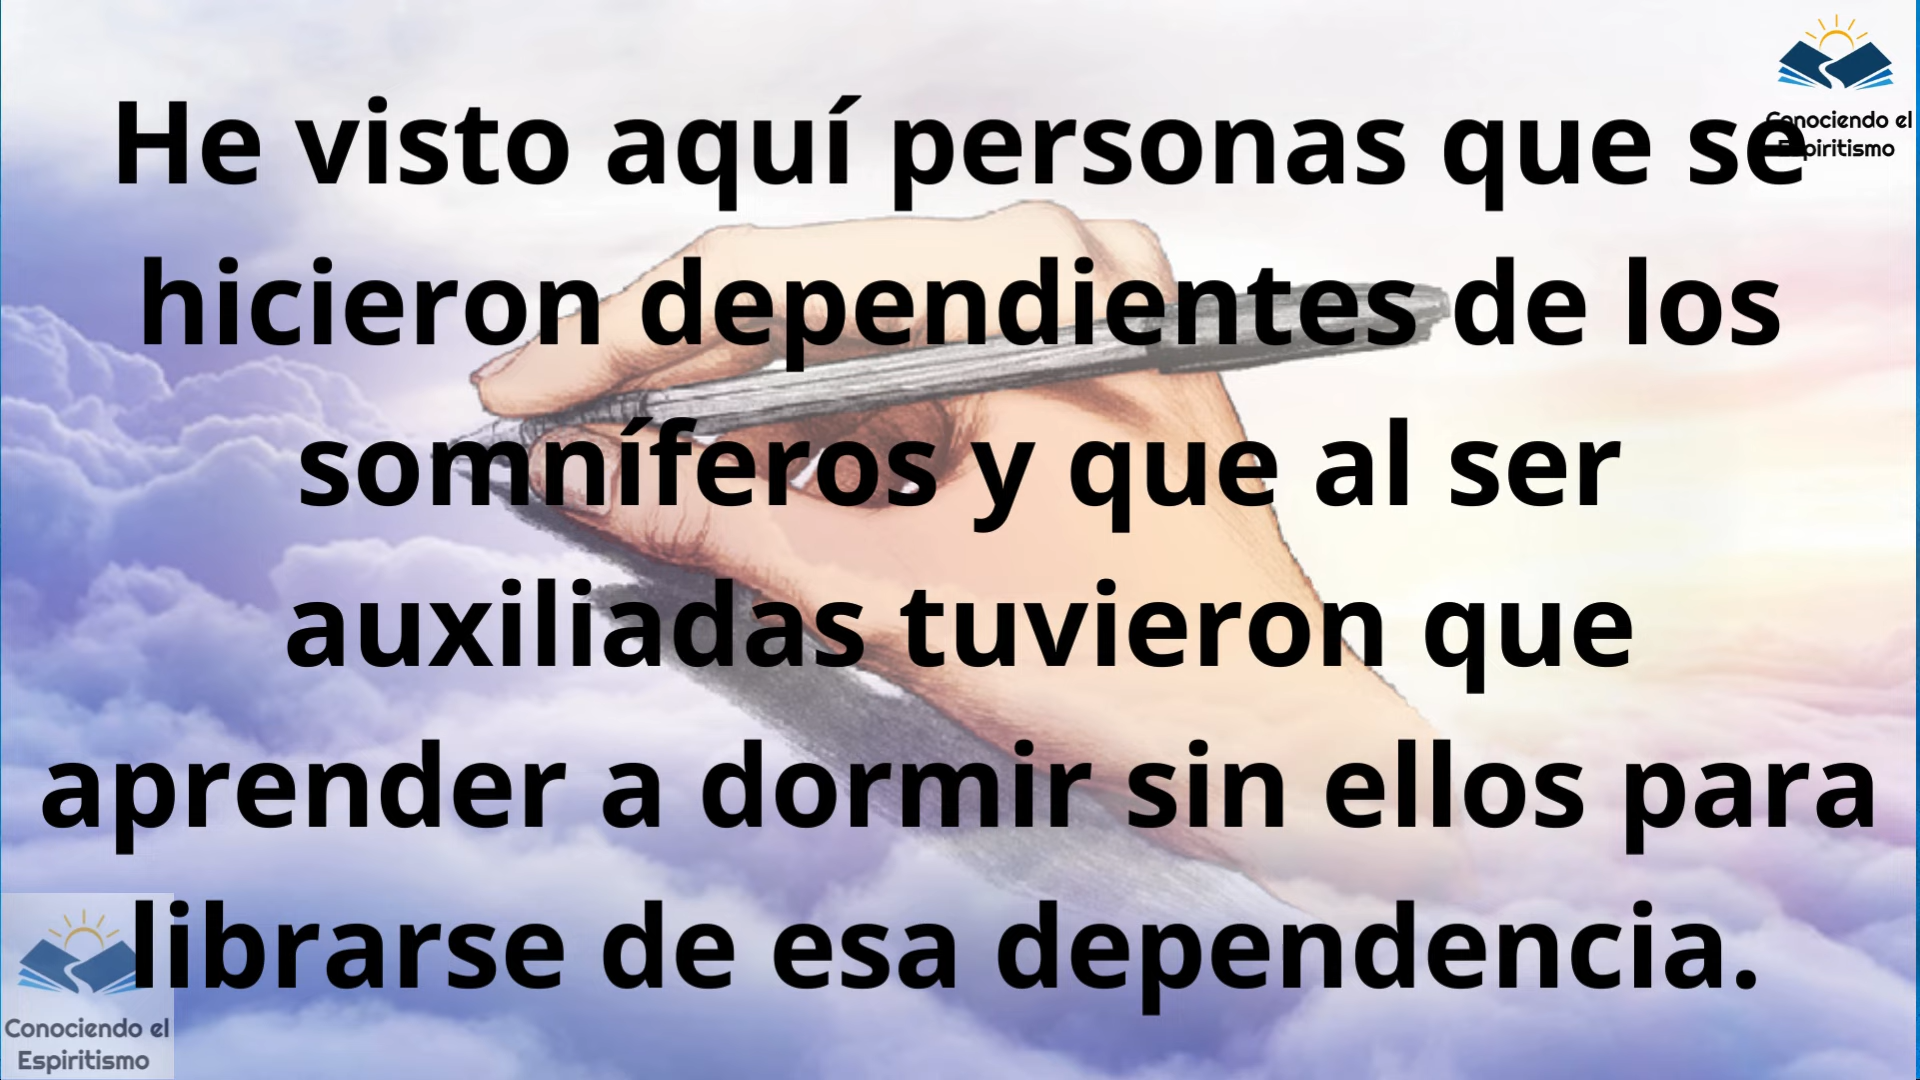 Conociendo el
Espiritismo
He visto aquí personas que se
hicieron dependientes de los
somníferos y que al ser
auxiliadas tuvieron que
aprender a dormir sin ellos para
librarse de esa dependencia.
Conociendo el
Espiritismo